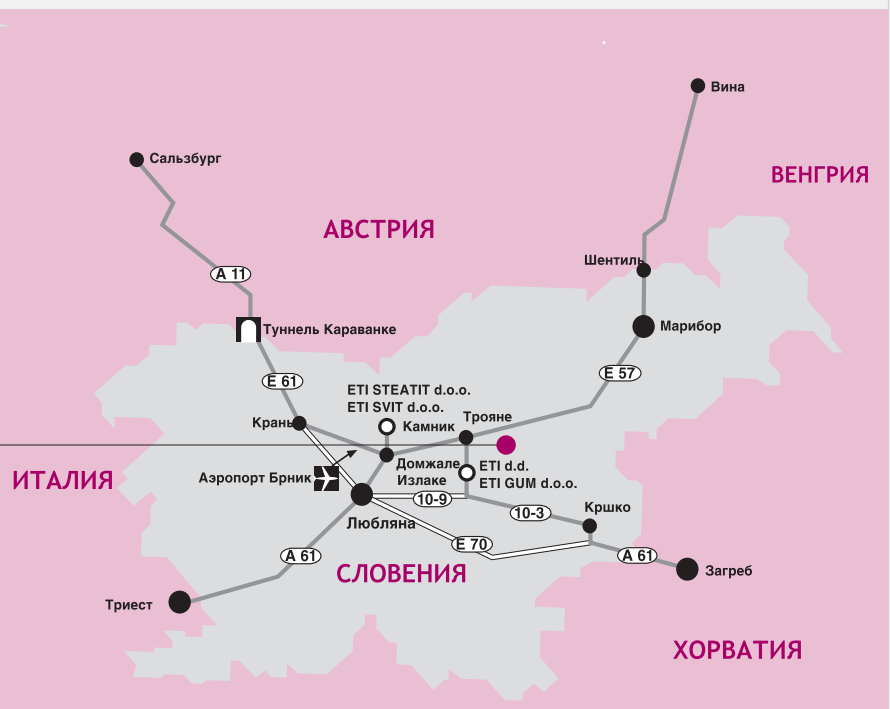 Вина
Сальзбург
ВЕНГРИЯ
АВСТРИЯ
Шентиль
A 11
Туннель Караванке
Марибор
E 61
E 57
ETI STEATIT d.o.o.
ETI SVIT d.o.o.
Крань
Камник
Трояне
ИТАЛИЯ
Аэропорт Брник
Домжале
Излаке
ETI d.d.
ETI GUM d.o.o.
10-9
10-3
Кршко
Любляна
E 70
A 61
A 61
СЛОВЕНИЯ
Загреб
Триест
ХОРВАТИЯ